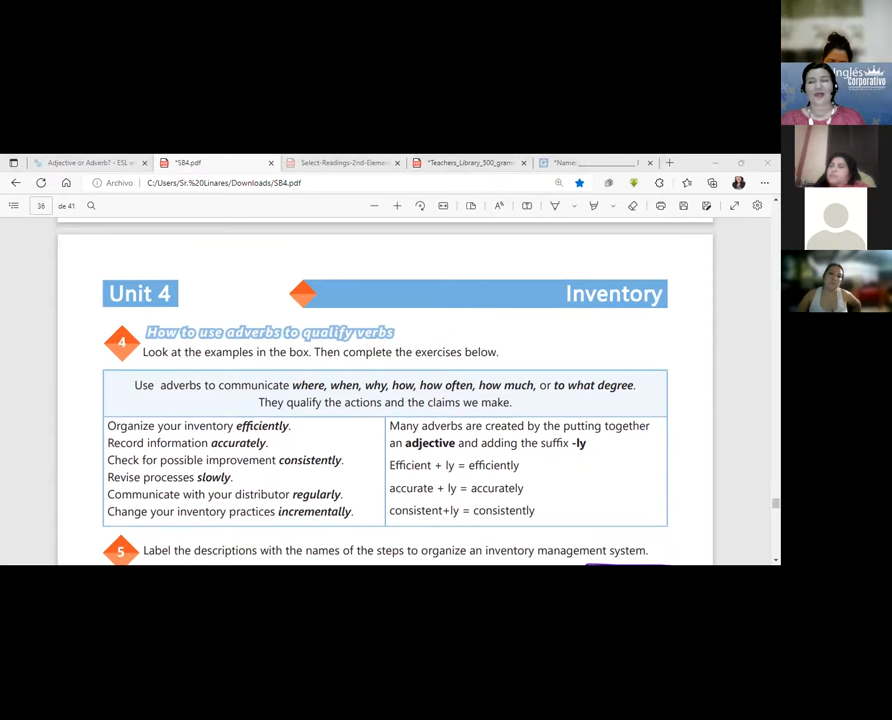 Inglés
Corporativo
Adjective or Adverb? - ESL w
*SB4.pdf
Select-Readings-2nd-Elemen
*Teachers_Library_500_gram
*Name:
Archivo
C:/Users/Sr.%20Linares/Downloads/SB4.pdf
36
de 41
Unit 4
Inventory
4
How to use adverbs to qualify verbs
Look at the examples in the box. Then complete the exercises below.
Use adverbs to communicate where, when, why, how, how often, how much, or to what degree.
They qualify the actions and the claims we make.
Organize your inventory efficiently.
Record information accurately.
Check for possible improvement consistently.
Revise processes slowly.
Communicate with your distributor regularly.
Change your inventory practices incrementally.
Many adverbs are created by the putting together
an adjective and adding the suffix -ly
Efficient + ly = efficiently
accurate + ly = accurately
consistent+ly = consistently
5
Label the descriptions with the names of the steps to organize an inventory management system.